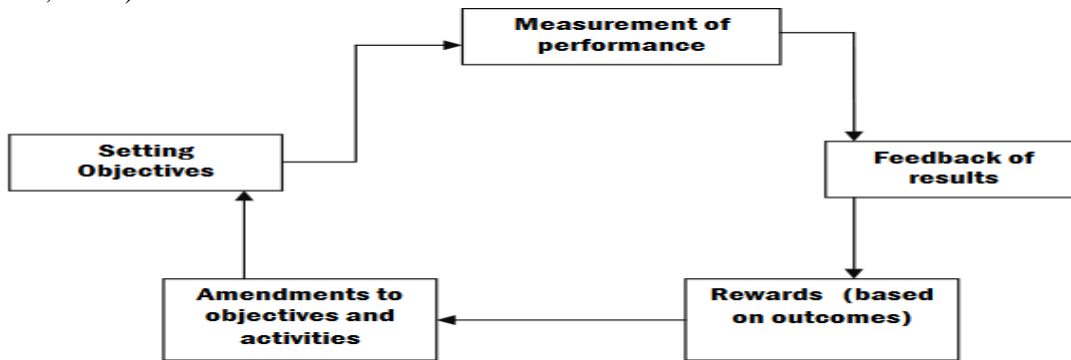 Measurement of
performance
Setting
Objectives
Feedback of
results
Amendments to
objectives and
activities
Rewards (based
on outcomes)